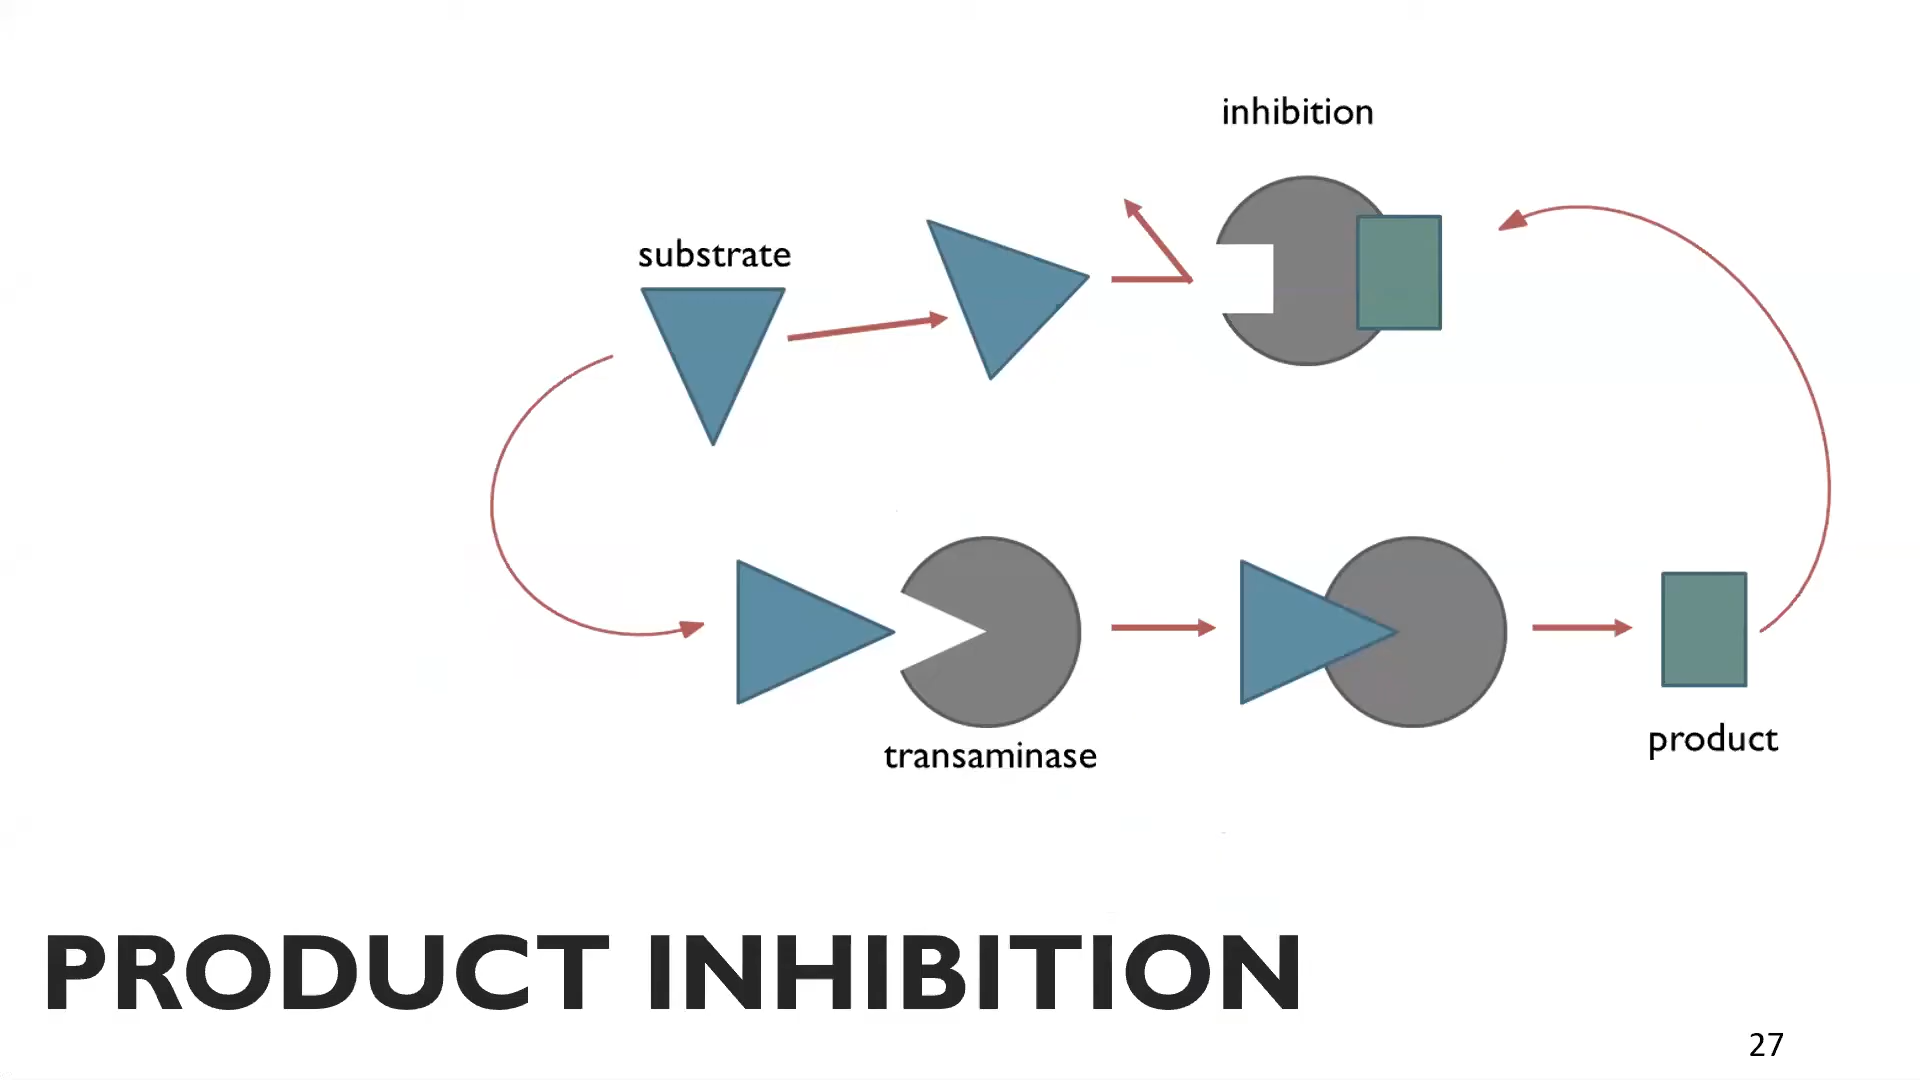 inhibition
substrate
transaminase
product
PRODUCT INHIBITION
27